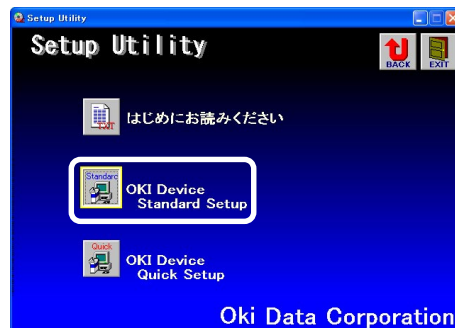 Setup Utility
Setup Utility
BACK
EXIT
TXT
はじめにお読みください
Standard
OKI Device
Standard Setup
Quick
OKI Device
Quick Setup
Oki Data Corporation